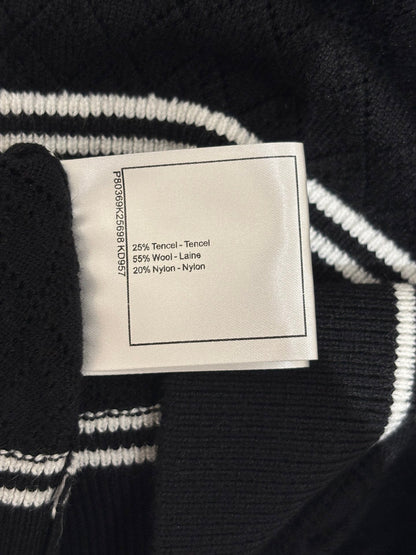 P80369K25698 KD957
25% Tencel - Tencel
55% Wool - Laine
20% Nylon - Nylon